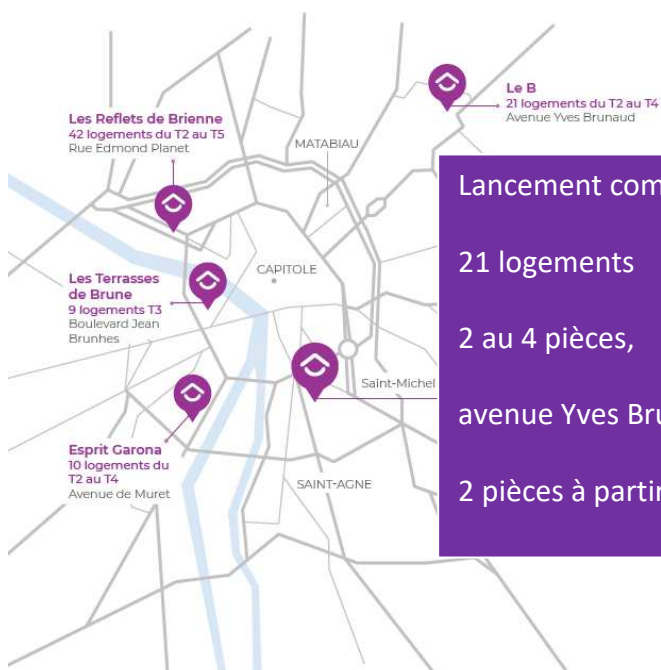 Les Reflets de Brienne
42 logements du T2 au T5
Rue Edmond Planet
Le B
21 logements du T2 au T4
Avenue Yves Brunaud
MATABIAU
CAPITOLE
Les Terrasses
de Brune
9 logements T3
Boulevard Jean
Brunhes
Saint-Michel
Esprit Garona
10 logements du
T2 au T4
Avenue de Muret
SAINT-AGNE
Lancement com
21 logements
2 au 4 pièces,
avenue Yves Bru
2 pièces à partir